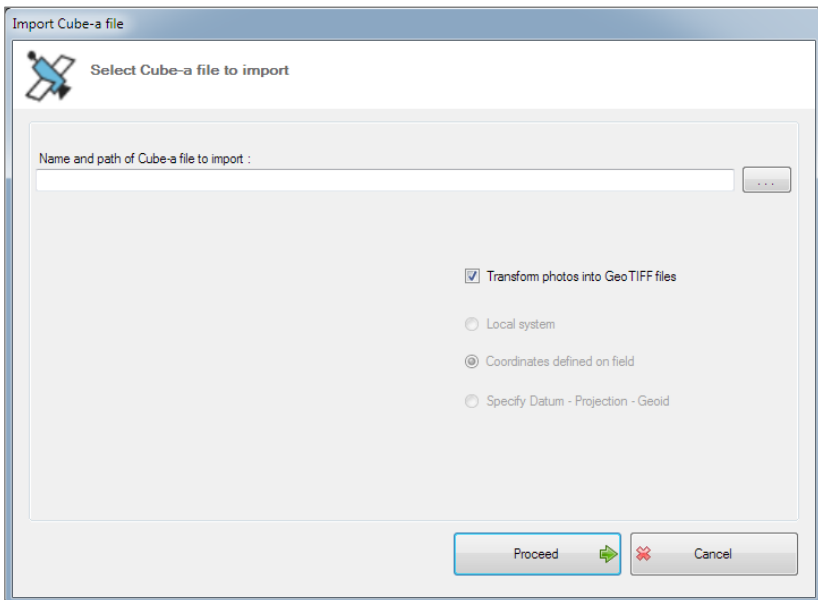 Import Cube-a file
Select Cube-a file to import
Name and path of Cube-a file to import :
...
Transform photos into GeoTIFF files
Local system
Coordinates defined on field
Specify Datum - Projection - Geoid
Proceed
Cancel